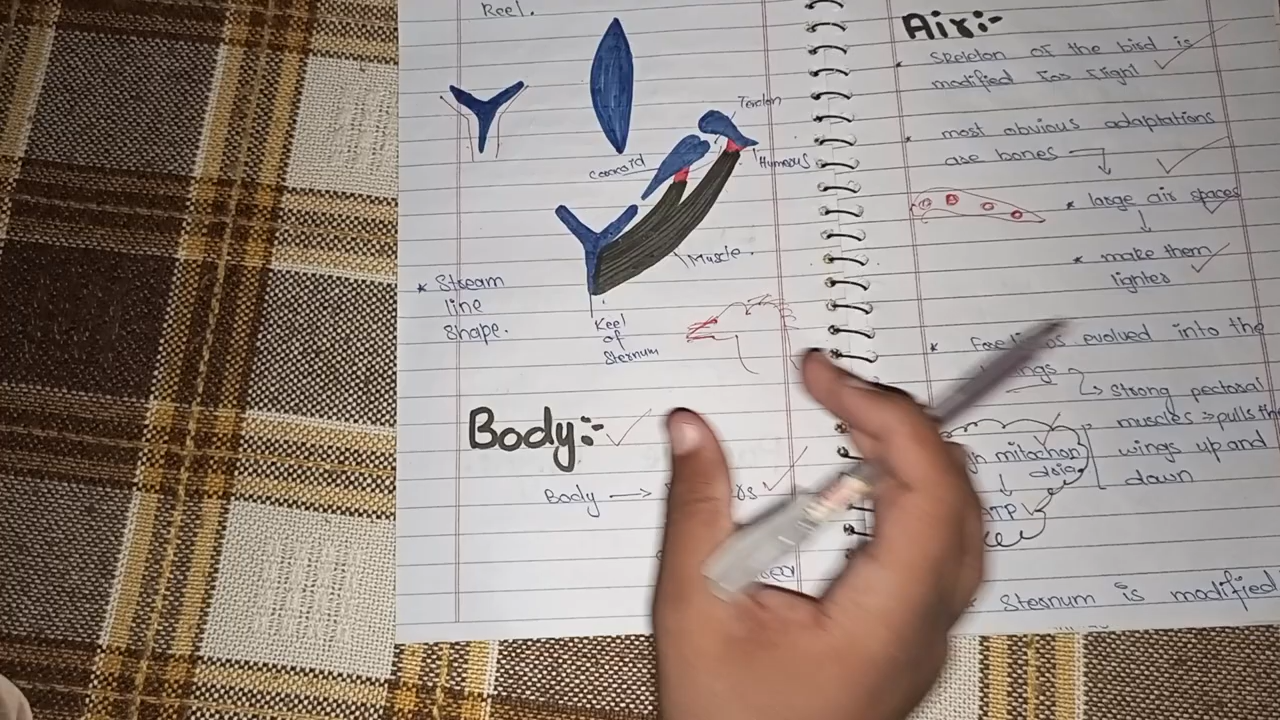 Keel.
Tendon
Coracoid
Humerus
Muscle.
* Stream
line
shape.
Keel
of
Sternum
Body:-
Body →
Air:-
* Skeleton of the bird is
modified for flight
* most obvious adaptations
are bones
* large air spaces
* make them
lighter
* evolved into the
strong pectoral
muscles => pulls the
wings up and
down
mitochon
dria
ATP
Sternum is modified